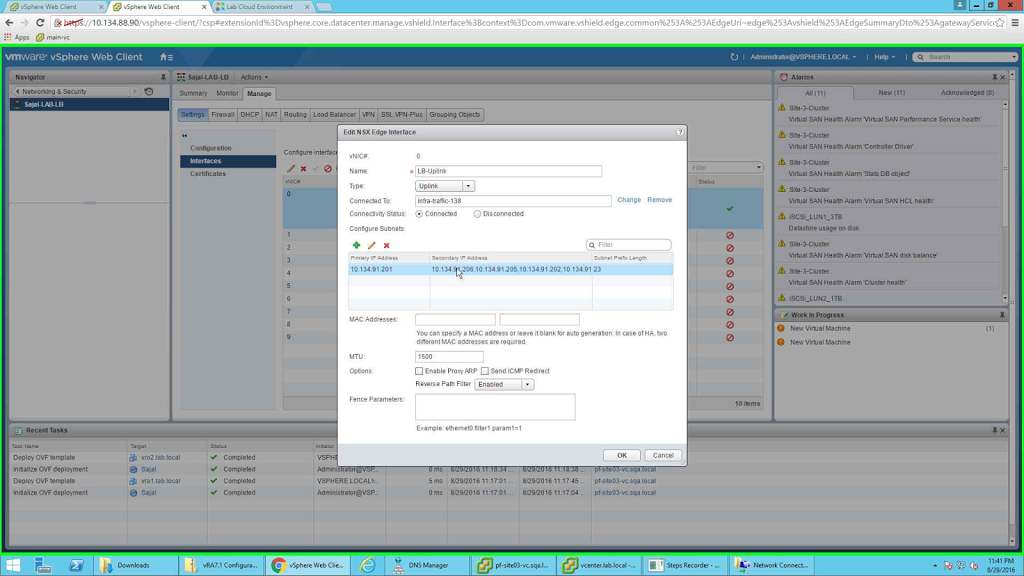 vSphere Web Client
vSphere Web Client
Lab Cloud Environment
https://10.134.88.90/vsphere-client/?csp#extensionId%3Dvsphere.core.datacenter.manage.vshield.Interface%3Bcontext%3Dcom.vmware.vshield.edge.common%253A%253AEdgeUri~edge%253Avshield%253AEdgeSummaryDto%253AgatewayServic
Apps
main-vc
vmware® vSphere Web Client
Administrator@VSPHERE.LOCAL
Help
Search
Navigator
Networking & Security
Sajal-LAB-LB
Sajal-LAB-LB
Actions
Summary
Monitor
Manage
Settings
Firewall
DHCP
NAT
Routing
Load Balancer
VPN
SSL VPN-Plus
Grouping Objects
Configuration
Interfaces
Certificates
Configure interfac
Filter
vNIC#
Status
0
1
2
3
4
5
6
7
8
9
10 items
Edit NSX Edge Interface
?
vNIC#: 0
Name: * LB-Uplink
Type: Uplink
Connected To: infra-traffic-138
Change
Remove
Connectivity Status: Connected Disconnected
Configure Subnets:
Filter
Primary IP Address
Secondary IP Address
Subnet Prefix Length
10.134.91.201
10.134.91.206,10.134.91.205,10.134.91.202,10.134.91
23
MAC Addresses:
You can specify a MAC address or leave it blank for auto generation. In case of HA, two
different MAC addresses are required.
MTU: 1500
Options: Enable Proxy ARP Send ICMP Redirect
Reverse Path Filter Enabled
Fence Parameters:
Example: ethernet0.filter1.param1=1
OK
Cancel
Alarms
All (11)
New (11)
Acknowledged (0)
Site-3-Cluster
Virtual SAN Health Alarm 'Virtual SAN Performance Service health'
Site-3-Cluster
Virtual SAN Health Alarm 'Controller Driver'
Site-3-Cluster
Virtual SAN Health Alarm 'Stats DB object'
Site-3-Cluster
Virtual SAN Health Alarm 'Virtual SAN HCL health'
iSCSi_LUN1_3TB
Datastore usage on disk
Site-3-Cluster
Virtual SAN Health Alarm 'Virtual SAN disk balance'
Site-3-Cluster
Virtual SAN Health Alarm 'Cluster health'
iSCSi_LUN2_1TB
Work In Progress
New Virtual Machine (1)
New Virtual Machine
Recent Tasks
Task Name
Target
Status
Initiator
Deploy OVF template vro2.lab.local Completed VSPHE
Initialize OVF deployment Sajal Completed Administrator@VSP... 0 ms 8/29/2016 11:18:34 ... 8/29/2016 11:18:34 ... pf-site03-vc.sqa.local
Deploy OVF template vro1.lab.local Completed VSPHERE.LOCAL\... 5 ms 8/29/2016 11:17:01 ... 8/29/2016 11:17:45 ... pf-site03-vc.sqa.local
Initialize OVF deployment Sajal Completed Administrator@VSP... 0 ms 8/29/2016 11:17:01 ... 8/29/2016 11:17:04 ... pf-site03-vc.sqa.local
Downloads
vRA7.1 Configura...
vSphere Web Clie...
DNS Manager
pf-site03-vc.sqa.l...
vcenter.lab.local - ...
Steps Recorder - ...
Network Connect...
11:41 PM
8/29/2016